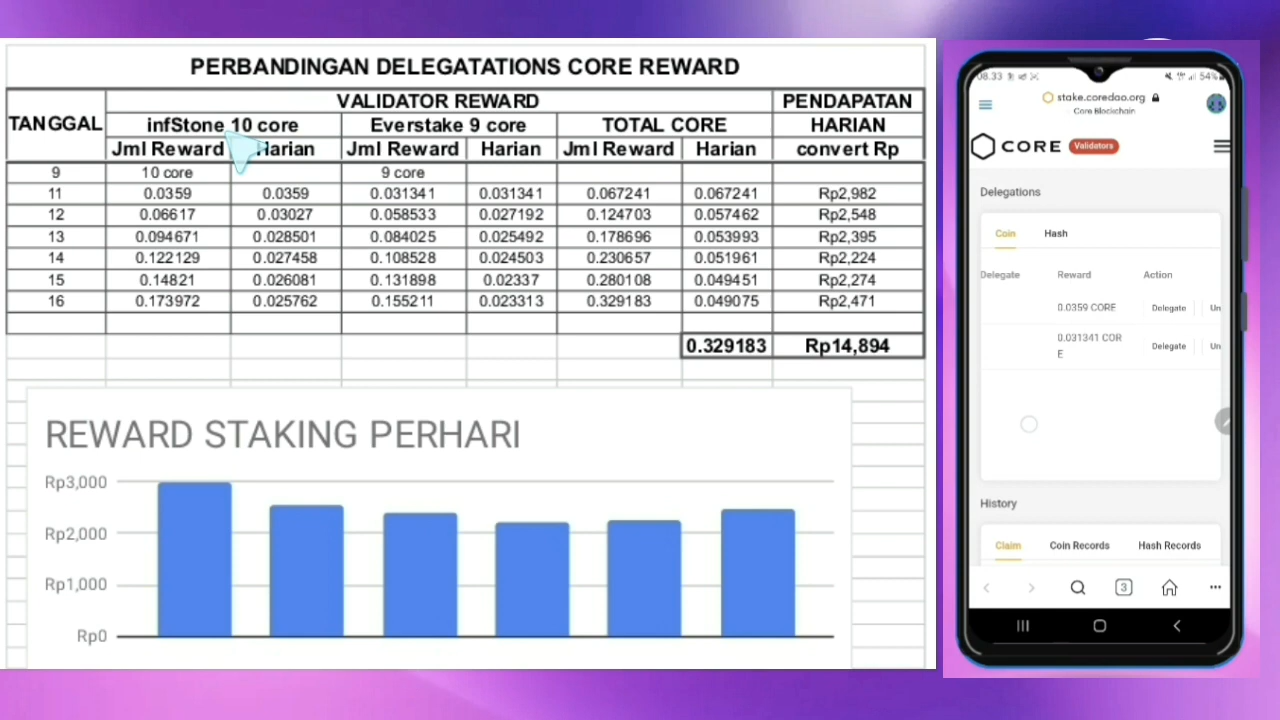 PERBANDINGAN DELEGATATIONS CORE REWARD
TANGGAL VALIDATOR REWARD PENDAPATAN
infStone 10 core Everstake 9 core TOTAL CORE HARIAN
Jml Reward Harian Jml Reward Harian Jml Reward Harian convert Rp
9 10 core 9 core
11 0.0359 0.0359 0.031341 0.031341 0.067241 0.067241 Rp2,982
12 0.06617 0.03027 0.058533 0.027192 0.124703 0.057462 Rp2,548
13 0.094671 0.028501 0.084025 0.025492 0.178696 0.053993 Rp2,395
14 0.122129 0.027458 0.108528 0.024503 0.230657 0.051961 Rp2,224
15 0.14821 0.026081 0.131898 0.02337 0.280108 0.049451 Rp2,274
16 0.173972 0.025762 0.155211 0.023313 0.329183 0.049075 Rp2,471
0.329183 Rp14,894
REWARD STAKING PERHARI
Rp3,000
Rp2,000
Rp1,000
Rp0
08.33 54%
stake.coredao.org
Core Blockchain
CORE Validators
Delegations
Coin Hash
Delegate Reward Action
0.0359 CORE Delegate Un
0.031341 COR
E Delegate Un
History
Claim Coin Records Hash Records
3